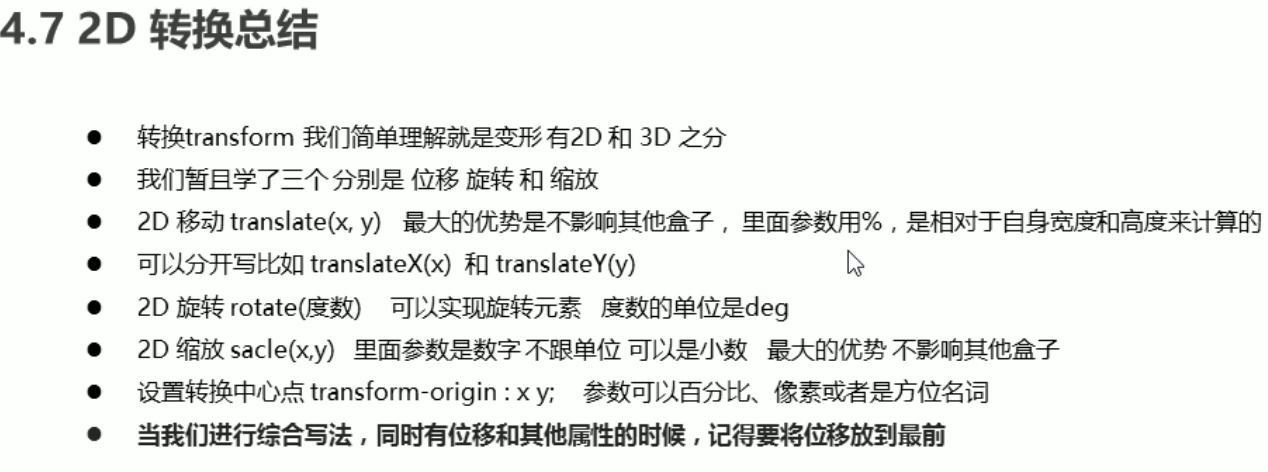 4.7 2D 转换总结
● 转换transform 我们简单理解就是变形 有2D 和 3D 之分
● 我们暂且学了三个 分别是 位移 旋转 和 缩放
● 2D 移动 translate(x, y) 最大的优势是不影响其他盒子，里面参数用%，是相对于自身宽度和高度来计算的
● 可以分开写比如 translateX(x) 和 translateY(y)
● 2D 旋转 rotate(度数) 可以实现旋转元素 度数的单位是deg
● 2D 缩放 sacle(x,y) 里面参数是数字 不跟单位 可以是小数 最大的优势 不影响其他盒子
● 设置转换中心点 transform-origin : x y; 参数可以百分比、像素或者是方位名词
● 当我们进行综合写法，同时有位移和其他属性的时候，记得要将位移放到最前